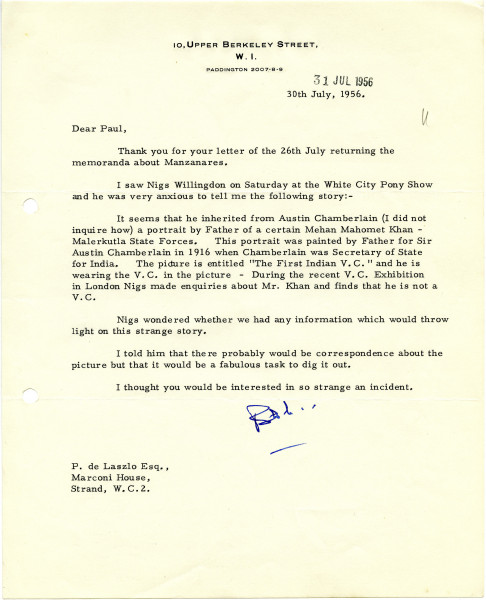 10, UPPER BERKELEY STREET,
W. I.
PADDINGTON 2007-8-9
31 JUL 1956
30th July, 1956.
Dear Paul,
Thank you for your letter of the 26th July returning the
memoranda about Manzanares.
I saw Nigs Willingdon on Saturday at the White City Pony Show
and he was very anxious to tell me the following story:-
It seems that he inherited from Austin Chamberlain (I did not
inquire how) a portrait by Father of a certain Mehan Mahomet Khan -
Malerkutla State Forces. This portrait was painted by Father for Sir
Austin Chamberlain in 1916 when Chamberlain was Secretary of State
for India. The picture is entitled "The First Indian V.C." and he is
wearing the V.C. in the picture - During the recent V.C. Exhibition
in London Nigs made enquiries about Mr. Khan and finds that he is not a
V.C.
Nigs wondered whether we had any information which would throw
light on this strange story.
I told him that there probably would be correspondence about the
picture but that it would be a fabulous task to dig it out.
I thought you would be interested in so strange an incident.
P. de Laszlo Esq.,
Marconi House,
Strand, W.C.2.